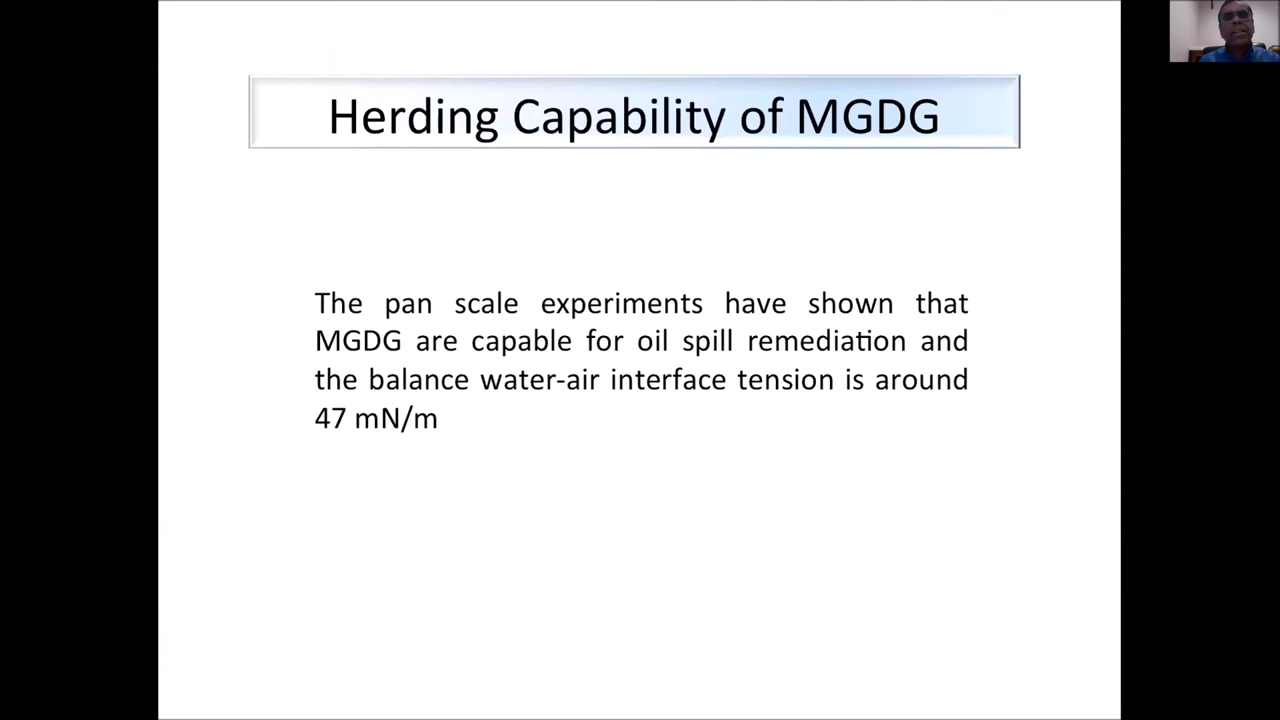 Herding Capability of MGDG
The pan scale experiments have shown that
MGDG are capable for oil spill remediation and
the balance water-air interface tension is around
47 mN/m